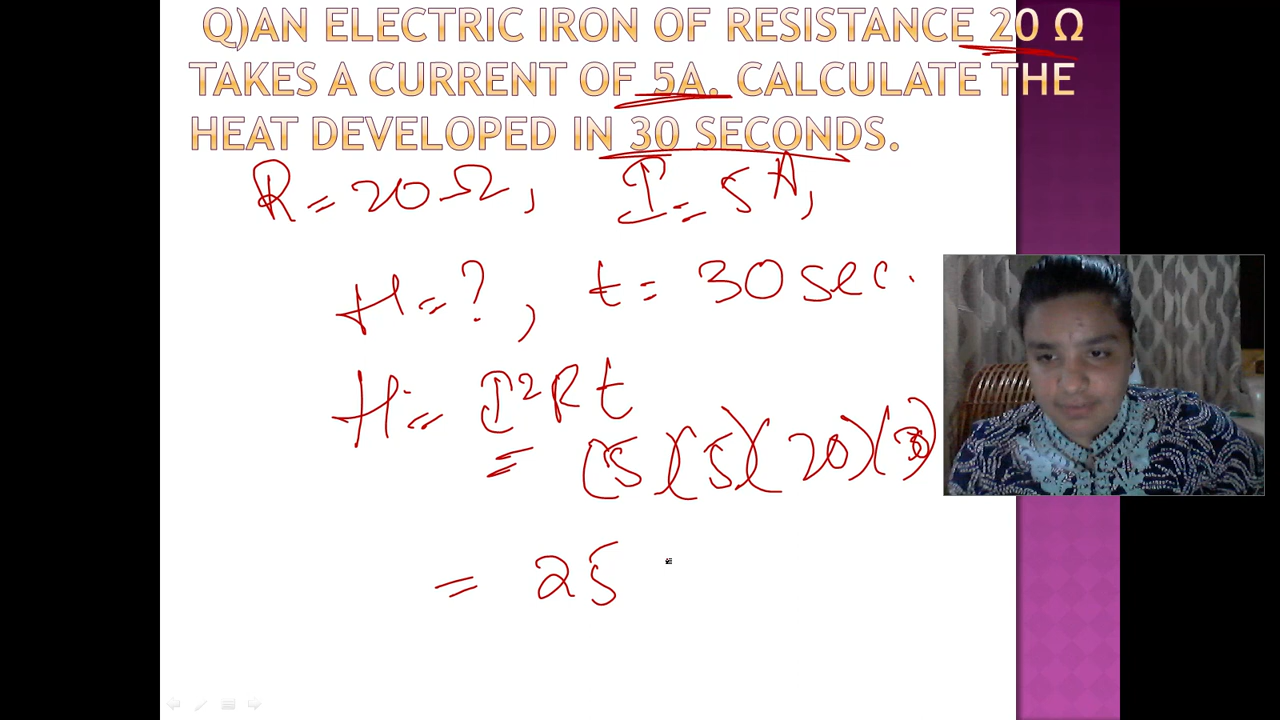 Q)AN ELECTRIC IRON OF RESISTANCE 20 Ω
TAKES A CURRENT OF 5A. CALCULATE THE
HEAT DEVELOPED IN 30 SECONDS.
R = 20 Ω, I = 5 A,
H = ?, t = 30 sec.
H = I²Rt
= (5)(5)(20)(30)
= 25